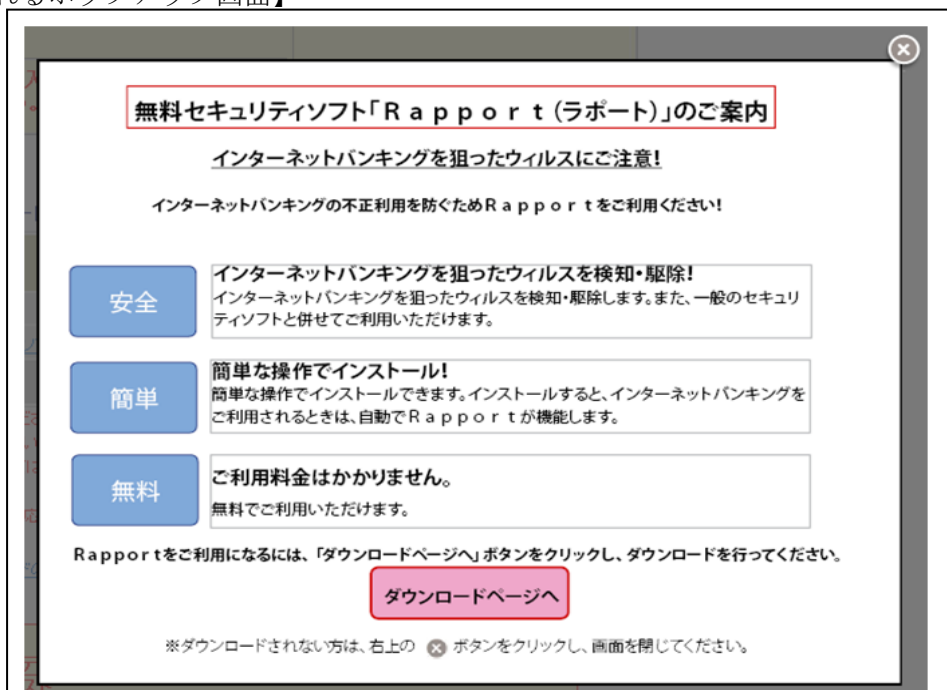 れるポップアップ画面】
無料セキュリティソフト「Ｒａｐｐｏｒｔ(ラポート)」のご案内
インターネットバンキングを狙ったウィルスにご注意!
インターネットバンキングの不正利用を防ぐためＲａｐｐｏｒｔをご利用ください!
安全
インターネットバンキングを狙ったウィルスを検知・駆除!
インターネットバンキングを狙ったウィルスを検知・駆除します。また、一般のセキュリ
ティソフトと併せてご利用いただけます。
簡単
簡単な操作でインストール!
簡単な操作でインストールできます。インストールすると、インターネットバンキングを
ご利用されるときは、自動でＲａｐｐｏｒｔが機能します。
無料
ご利用料金はかかりません。
無料でご利用いただけます。
Ｒａｐｐｏｒｔをご利用になるには、「ダウンロードページへ」ボタンをクリックし、ダウンロードを行ってください。
ダウンロードページへ
※ダウンロードされない方は、右上の ボタンをクリックし、画面を閉じてください。